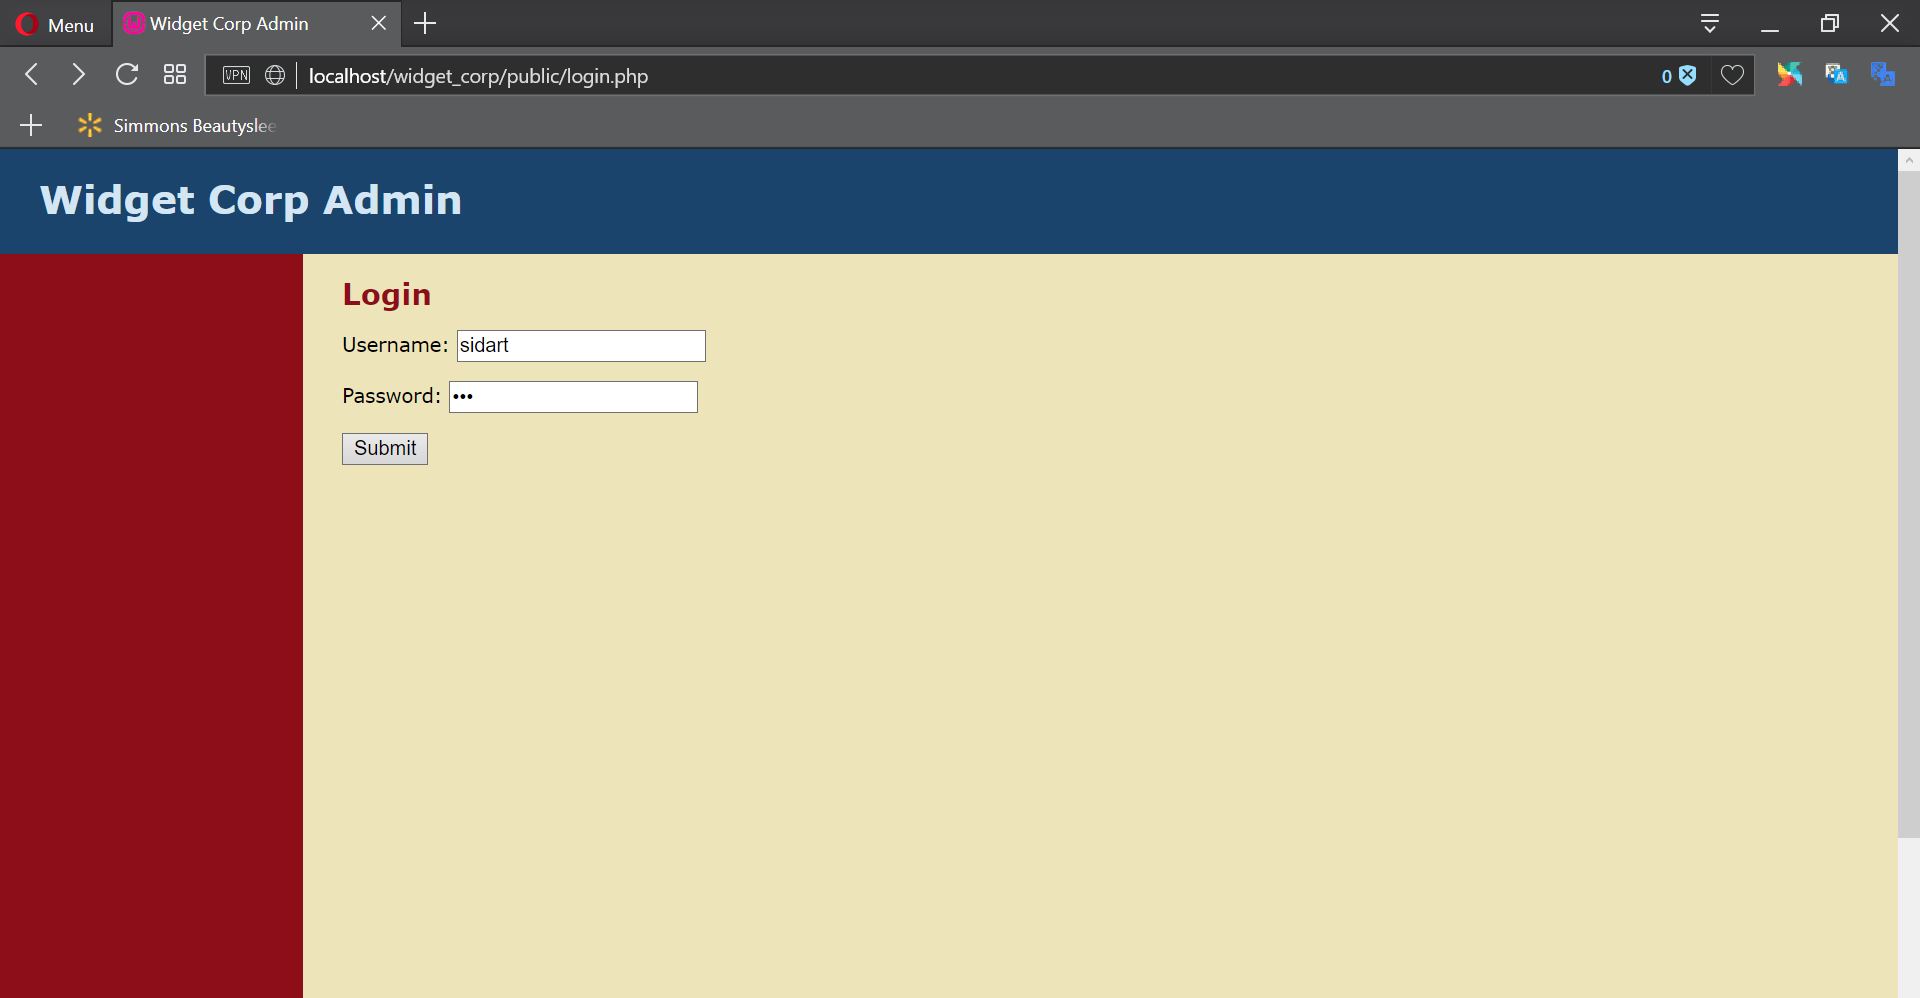 Menu
Widget Corp Admin
VPN
localhost/widget_corp/public/login.php
0
Simmons Beautyslee
Widget Corp Admin
Login
Username: sidart
Password: •••
Submit